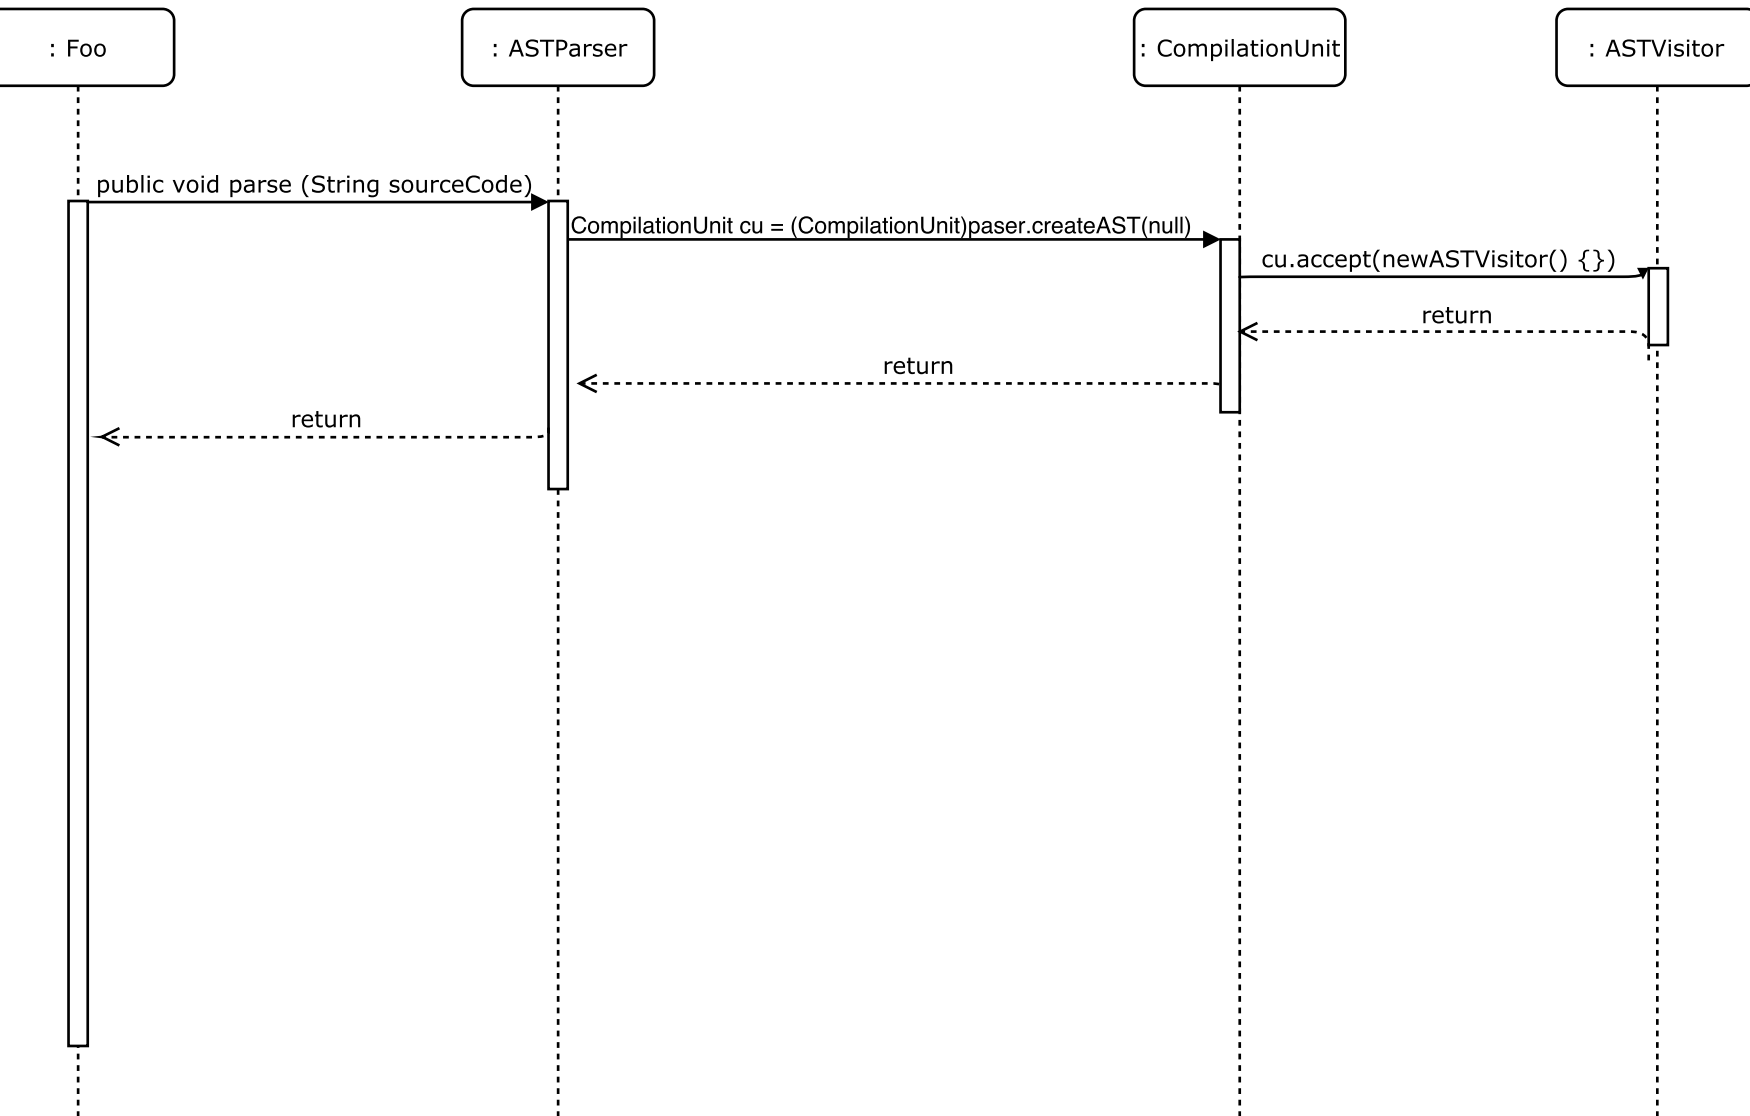 : Foo
: ASTParser
: CompilationUnit
: ASTVisitor
public void parse (String sourceCode)
CompilationUnit cu = (CompilationUnit)paser.createAST(null)
cu.accept(newASTVisitor() {})
return
return
return